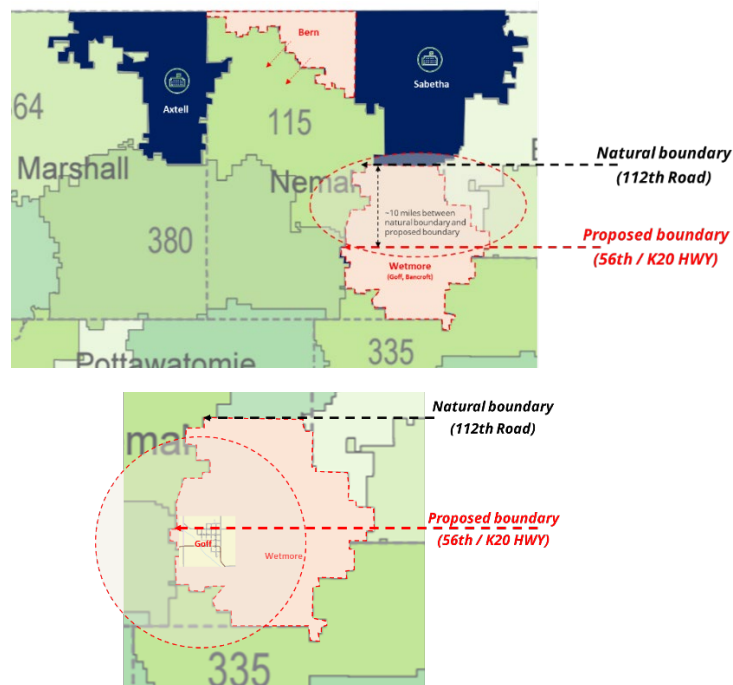 Bern
Sabetha
Axtell
64
115
Natural boundary
(112th Road)
Marshall
Nemah
~10 miles between
natural boundary and
proposed boundary
380
Proposed boundary
(56th / K20 HWY)
Wetmore
(Goff, Bancroft)
335
Pottawatomie
Natural boundary
(112th Road)
mah
Proposed boundary
(56th / K20 HWY)
Goff
Wetmore
335